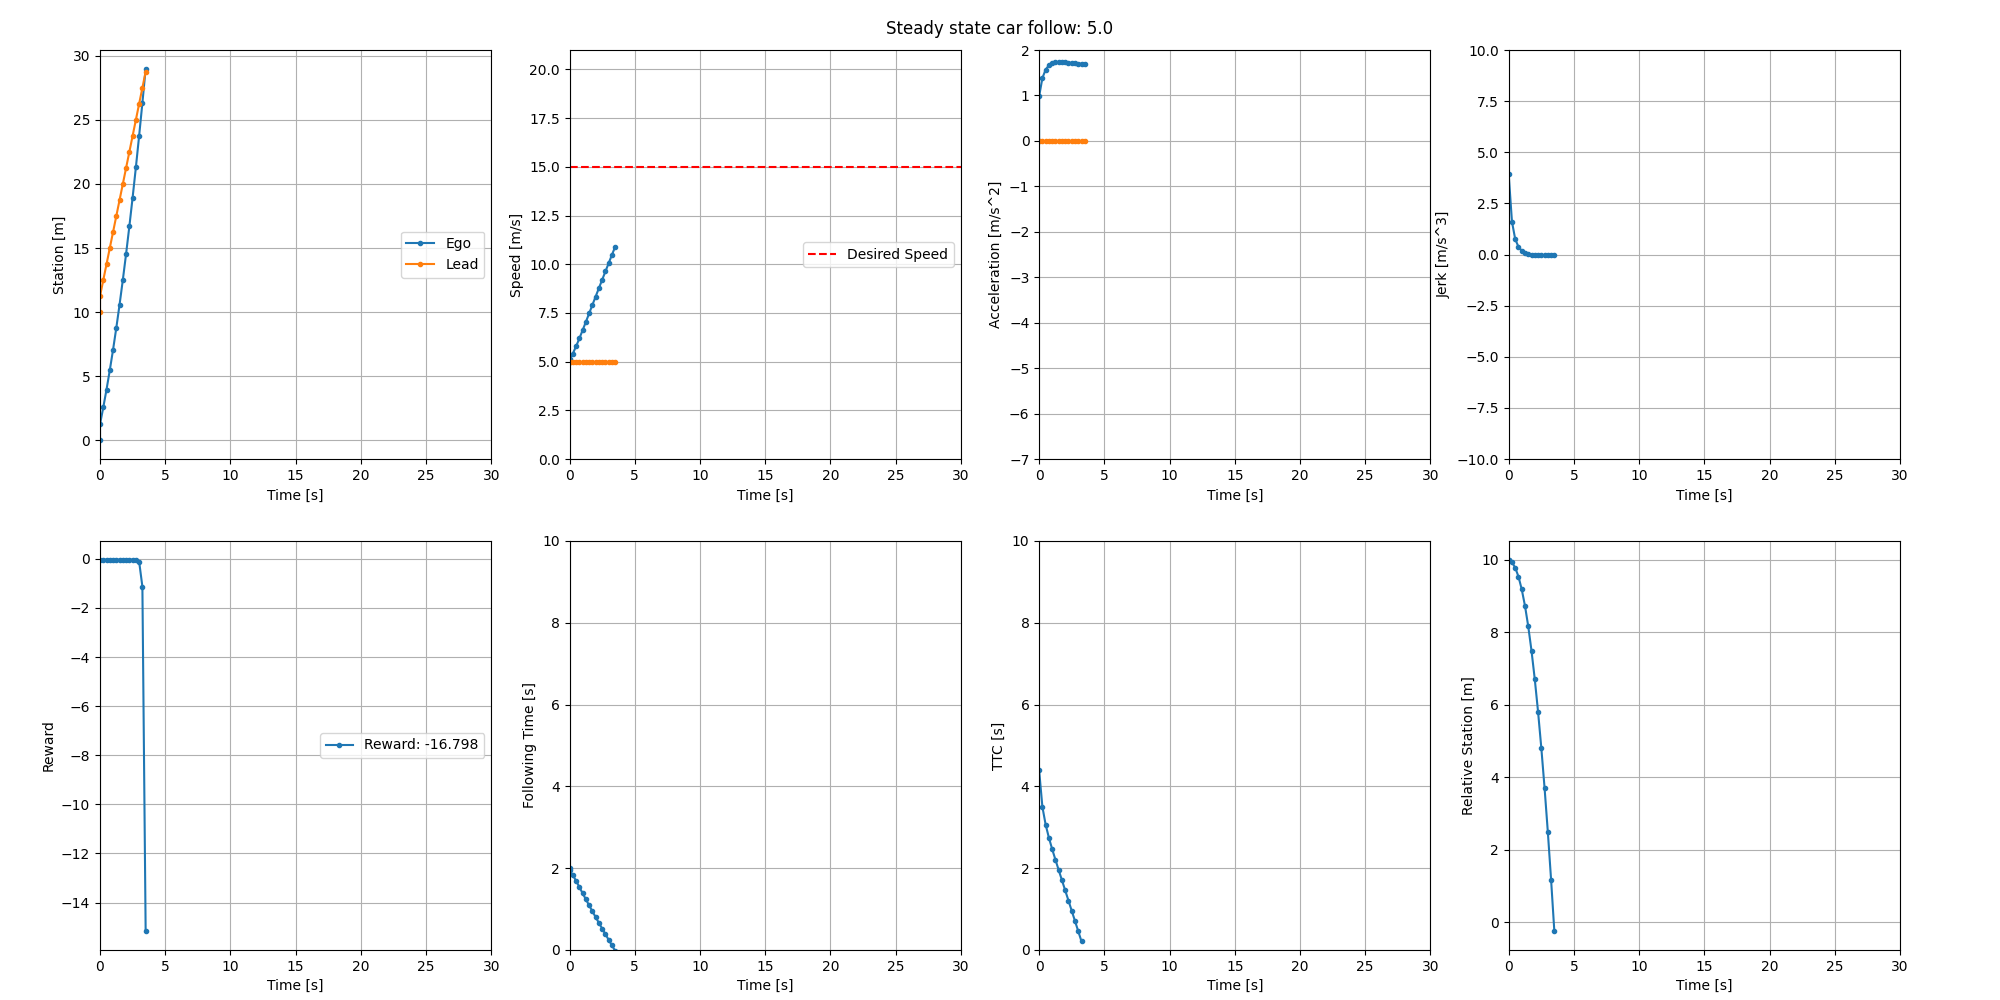 Steady state car follow: 5.0
Station [m]
30
25
20
15
10
5
0
Ego
Lead
0 5 10 15 20 25 30
Time [s]
Speed [m/s]
20.0
17.5
15.0
12.5
10.0
7.5
5.0
2.5
0.0
Desired Speed
0 5 10 15 20 25 30
Time [s]
Acceleration [m/s^2]
2
1
0
−1
−2
−3
−4
−5
−6
−7
0 5 10 15 20 25 30
Time [s]
Jerk [m/s^3]
10.0
7.5
5.0
2.5
0.0
−2.5
−5.0
−7.5
−10.0
0 5 10 15 20 25 30
Time [s]
Reward
0
−2
−4
−6
−8
−10
−12
−14
Reward: -16.798
0 5 10 15 20 25 30
Time [s]
Following Time [s]
10
8
6
4
2
0
0 5 10 15 20 25 30
Time [s]
TTC [s]
10
8
6
4
2
0
0 5 10 15 20 25 30
Time [s]
Relative Station [m]
10
8
6
4
2
0
0 5 10 15 20 25 30
Time [s]